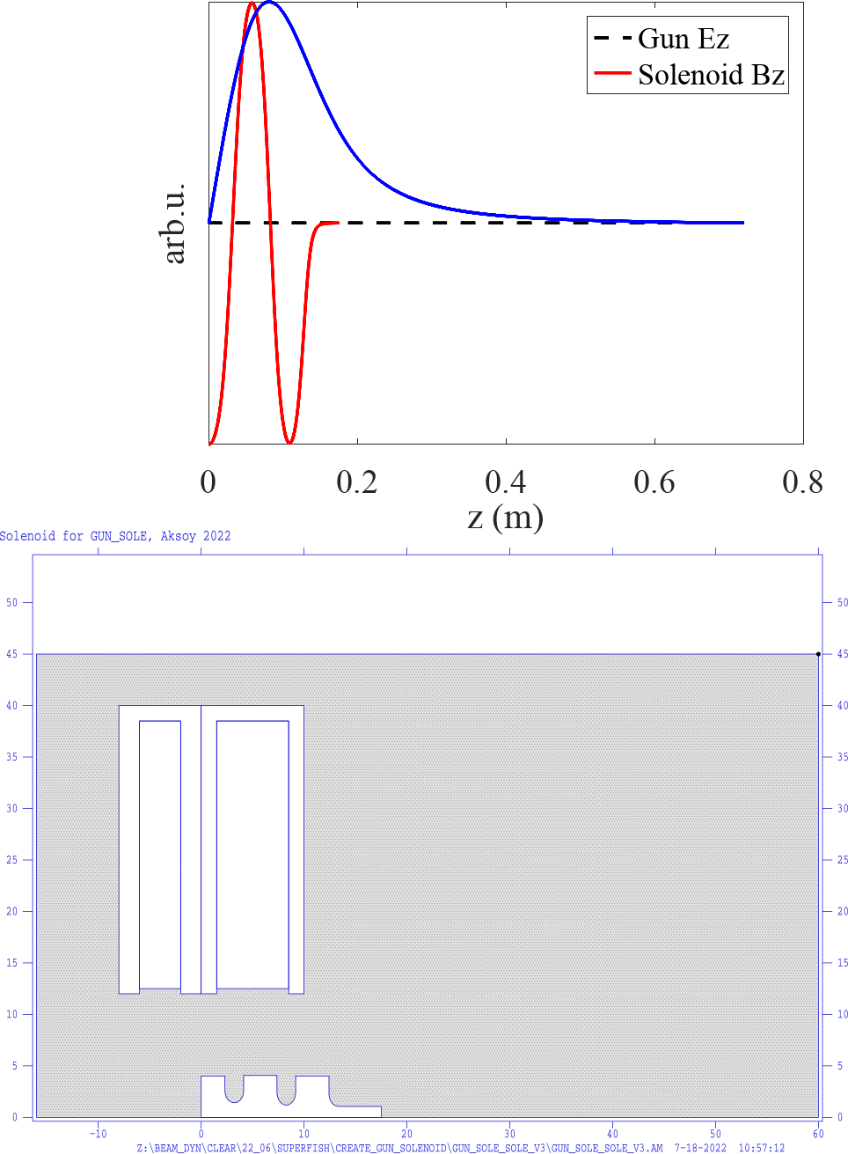 Gun Ez
Solenoid Bz
arb.u.
0 0.2 0.4 0.6 0.8
z (m)
Solenoid for GUN_SOLE, Aksoy 2022
50 50
45 45
40 40
35 35
30 30
25 25
20 20
15 15
10 10
5 5
0 0
-10 0 10 20 30 40 50 60
Z:\BEAM_DYN\CLEAR\22_06\SUPERFISH\CREATE_GUN_SOLENOID\GUN_SOLE_SOLE_V3\GUN_SOLE_SOLE_V3.AM 7-18-2022 10:57:12